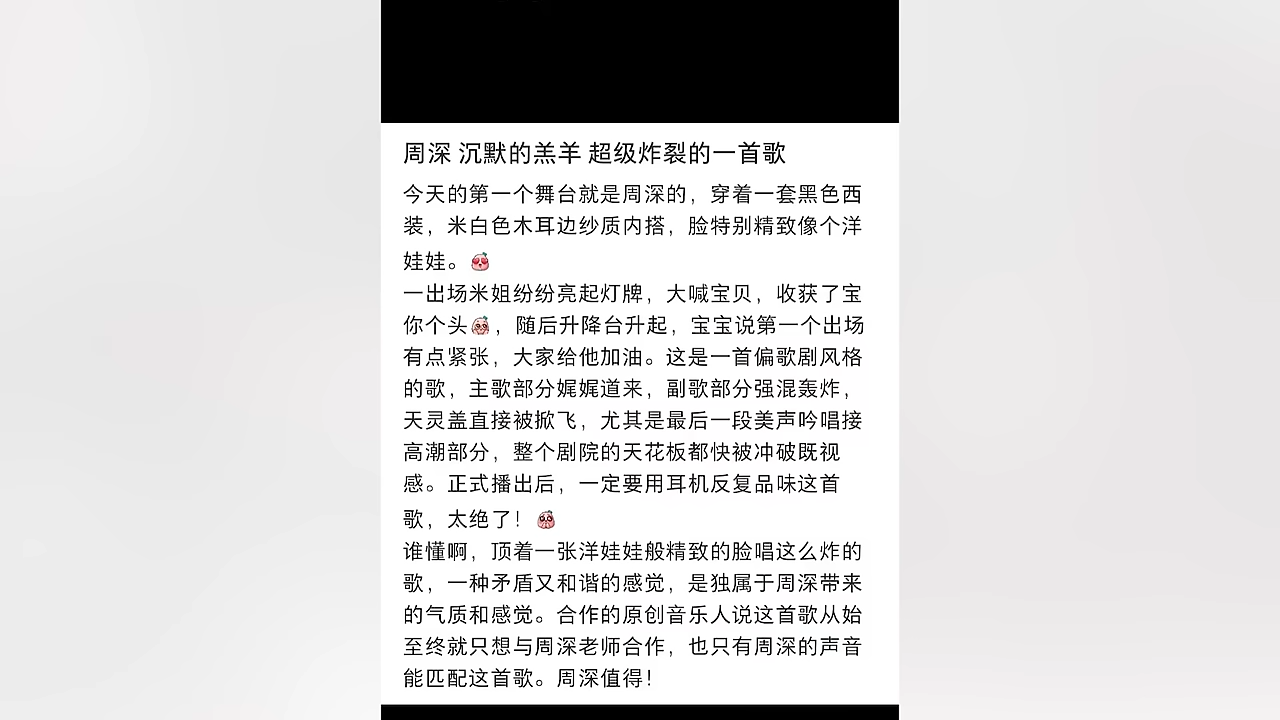 周深 沉默的羔羊 超级炸裂的一首歌
今天的第一个舞台就是周深的，穿着一套黑色西
装，米白色木耳边纱质内搭，脸特别精致像个洋
娃娃。
一出场米姐纷纷亮起灯牌，大喊宝贝，收获了宝
你个头，随后升降台升起，宝宝说第一个出场
有点紧张，大家给他加油。这是一首偏歌剧风格
的歌，主歌部分娓娓道来，副歌部分强混轰炸，
天灵盖直接被掀飞，尤其是最后一段美声吟唱接
高潮部分，整个剧院的天花板都快被冲破既视
感。正式播出后，一定要用耳机反复品味这首
歌，太绝了！
谁懂啊，顶着一张洋娃娃般精致的脸唱这么炸的
歌，一种矛盾又和谐的感觉，是独属于周深带来
的气质和感觉。合作的原创音乐人说这首歌从始
至终就只想与周深老师合作，也只有周深的声音
能匹配这首歌。周深值得！